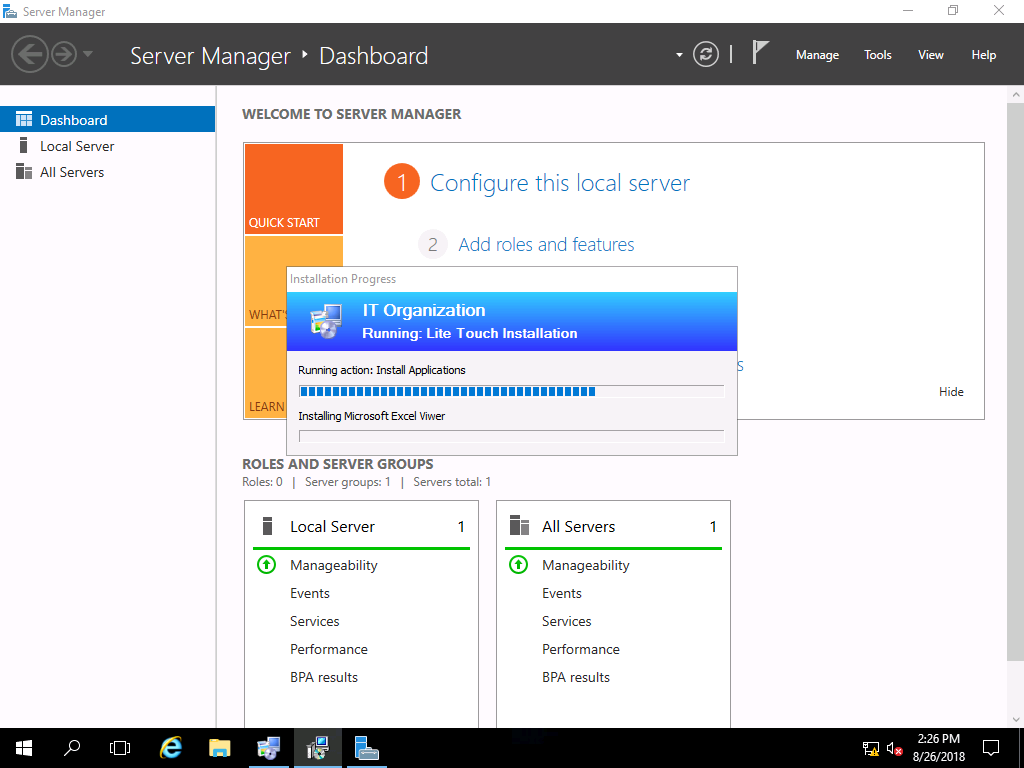 Server Manager
Server Manager ‣ Dashboard
Manage
Tools
View
Help
Dashboard
Local Server
All Servers
WELCOME TO SERVER MANAGER
QUICK START
1
Configure this local server
2
Add roles and features
WHAT'S
LEARN
Hide
Installation Progress
IT Organization
Running: Lite Touch Installation
Running action: Install Applications
Installing Microsoft Excel Viwer
ROLES AND SERVER GROUPS
Roles: 0 | Server groups: 1 | Servers total: 1
Local Server 1
Manageability
Events
Services
Performance
BPA results
All Servers 1
Manageability
Events
Services
Performance
BPA results
2:26 PM
8/26/2018